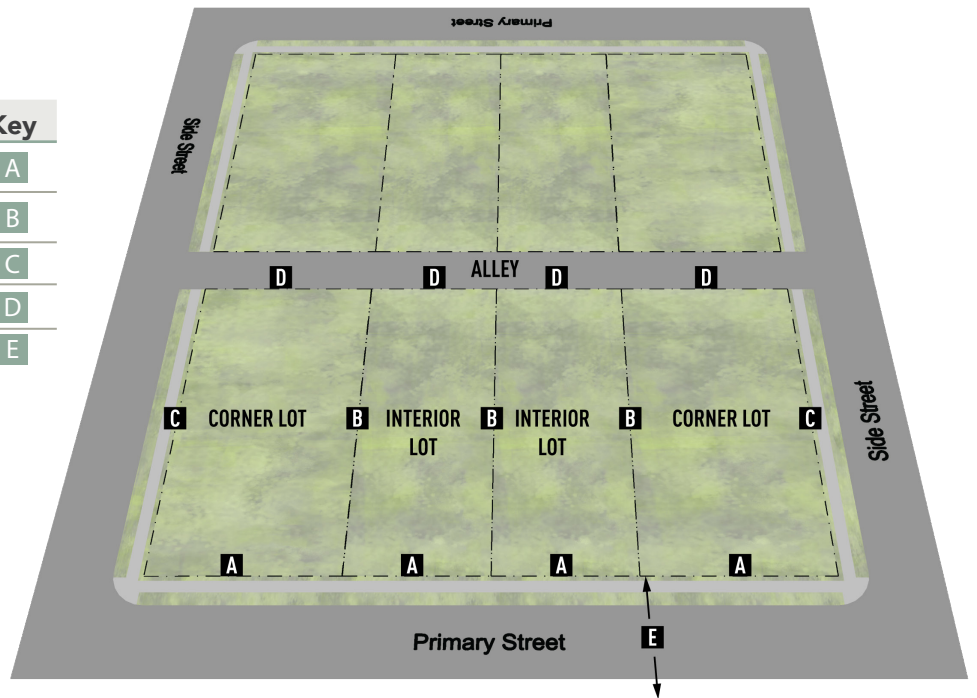 Primary Street
Key
A
B
C
D
E
Side Street
ALLEY
D
D
D
D
C
CORNER LOT
B
INTERIOR
LOT
B
INTERIOR
LOT
B
CORNER LOT
C
Side Street
A
A
A
A
Primary Street
E